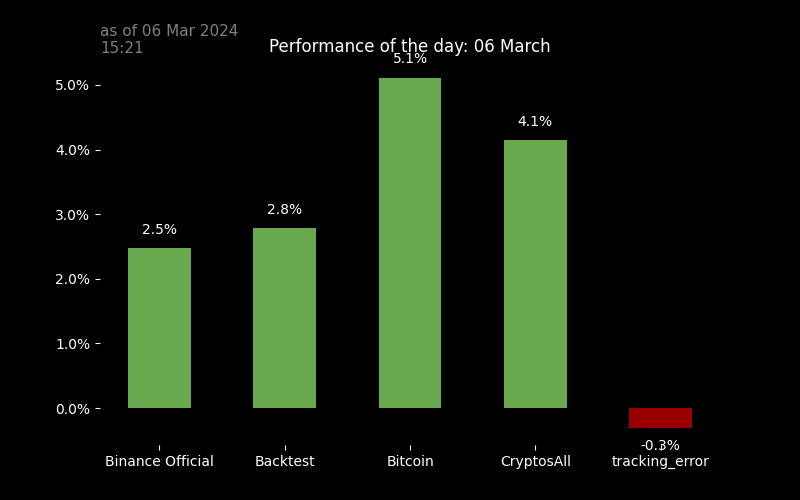 as of 06 Mar 2024
15:21
Performance of the day: 06 March
5.1%
5.0%
4.1%
4.0%
2.8%
3.0%
2.5%
2.0%
1.0%
0.0%
-0.3%
Binance Official
Backtest
Bitcoin
CryptosAll
tracking_error